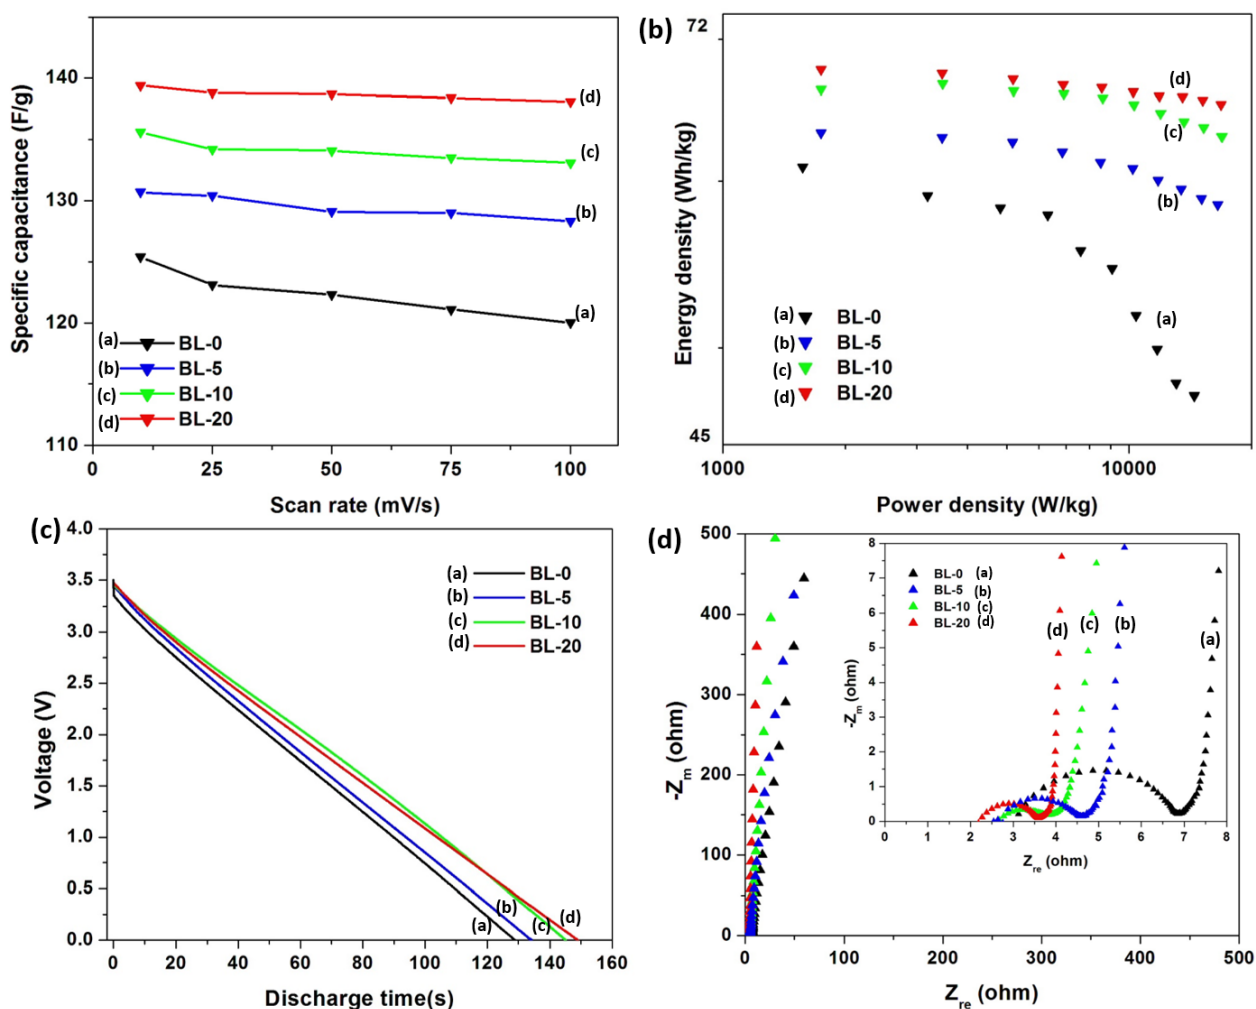 140
130
120
110
0
25
50
75
100
Specific capacitance (F/g)
Scan rate (mV/s)
(d)
(c)
(b)
(a)
(a) BL-0
(b) BL-5
(c) BL-10
(d) BL-20
(b)
72
45
1000
10000
Energy density (Wh/kg)
Power density (W/kg)
(d)
(c)
(b)
(a)
(a) BL-0
(b) BL-5
(c) BL-10
(d) BL-20
(c)
4.0
3.5
3.0
2.5
2.0
1.5
1.0
0.5
0.0
0
20
40
60
80
100
120
140
160
Voltage (V)
Discharge time(s)
(a) BL-0
(b) BL-5
(c) BL-10
(d) BL-20
(a)
(b)
(c)
(d)
(d)
500
400
300
200
100
0
0
100
200
300
400
500
-Zm (ohm)
Zre (ohm)
8
7
6
5
4
3
2
1
0
0
1
2
3
4
5
6
7
8
-Zm (ohm)
Zre (ohm)
BL-0 (a)
BL-5 (b)
BL-10 (c)
BL-20 (d)
(d)
(c)
(b)
(a)